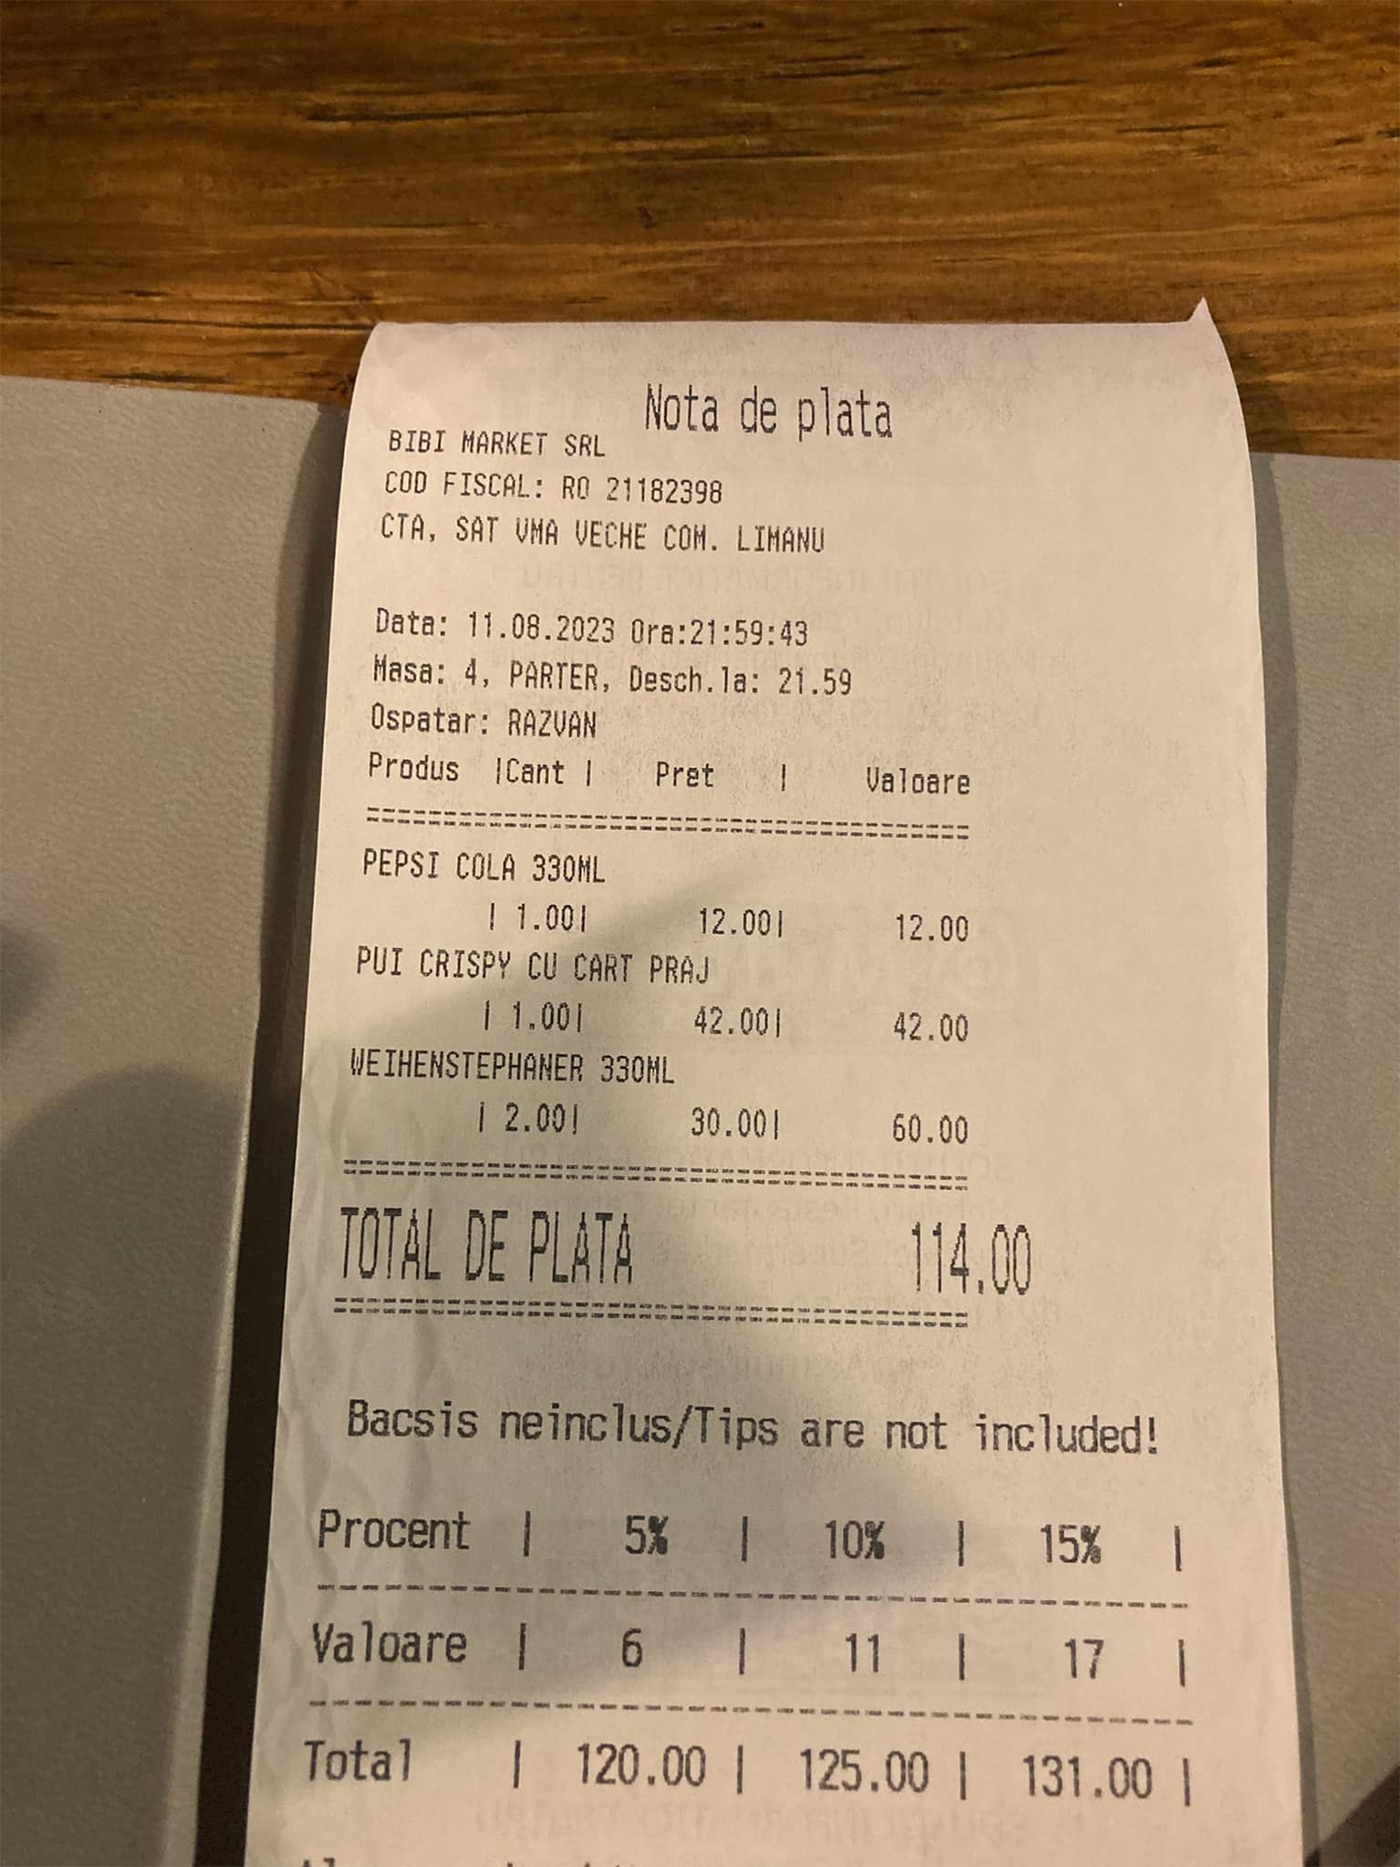 Nota de plata
BIBI MARKET SRL
COD FISCAL: RO 21182398
CTA, SAT VMA VECHE COM. LIMANU
Data: 11.08.2023 Ora:21:59:43
Masa: 4, PARTER, Desch.la: 21.59
Ospatar: RAZVAN
Produs |Cant | Pret | Valoare
PEPSI COLA 330ML
| 1.00| 12.00| 12.00
PUI CRISPY CU CART PRAJ
| 1.00| 42.00| 42.00
WEIHENSTEPHANER 330ML
| 2.00| 30.00| 60.00
TOTAL DE PLATA 114.00
Bacsis neinclus/Tips are not included!
Procent | 5% | 10% | 15% |
Valoare | 6 | 11 | 17 |
Total | 120.00 | 125.00 | 131.00 |